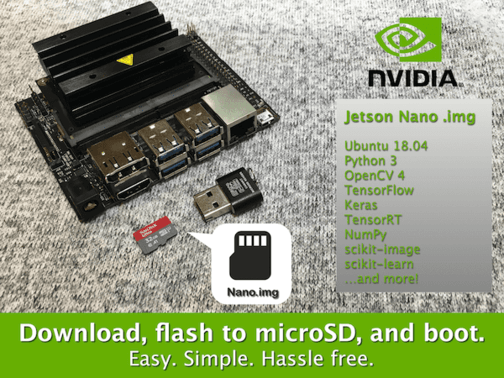 NVIDIA
Jetson Nano .img
Ubuntu 18.04
Python 3
OpenCV 4
TensorFlow
Keras
TensorRT
NumPy
scikit-image
scikit-learn
...and more!
SanDisk
Nano.img
Download, flash to microSD, and boot.
Easy. Simple. Hassle free.